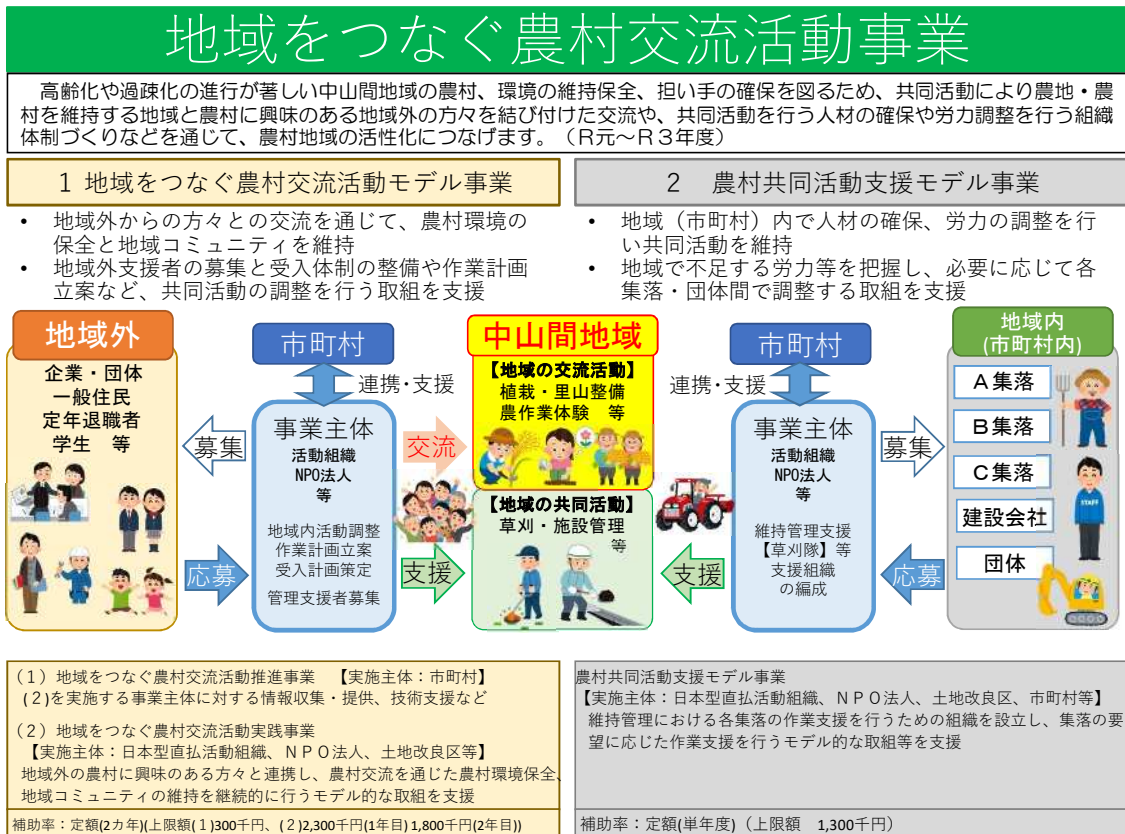 地域をつなぐ農村交流活動事業
高齢化や過疎化の進行が著しい中山間地域の農村、環境の維持保全、担い手の確保を図るため、共同活動により農地・農
村を維持する地域と農村に興味のある地域外の方々を結び付けた交流や、共同活動を行う人材の確保や労力調整を行う組織
体制づくりなどを通じて、農村地域の活性化につなげます。（Ｒ元～Ｒ３年度）
１ 地域をつなぐ農村交流活動モデル事業
• 地域外からの方々との交流を通じて、農村環境の
保全と地域コミュニティを維持
• 地域外支援者の募集と受入体制の整備や作業計画
立案など、共同活動の調整を行う取組を支援
２ 農村共同活動支援モデル事業
• 地域（市町村）内で人材の確保、労力の調整を行
い共同活動を維持
• 地域で不足する労力等を把握し、必要に応じて各
集落・団体間で調整する取組を支援
地域外
企業・団体
一般住民
定年退職者
学生 等
募集
応募
市町村
連携・支援
事業主体
活動組織
NPO法人
等
地域内活動調整
作業計画立案
受入計画策定
管理支援者募集
交流
支援
中山間地域
【地域の交流活動】
植栽・里山整備
農作業体験 等
【地域の共同活動】
草刈・施設管理
等
支援
市町村
連携・支援
事業主体
活動組織
NPO法人
等
維持管理支援
【草刈隊】等
支援組織
の編成
募集
応募
地域内
(市町村内)
Ａ集落
Ｂ集落
Ｃ集落
建設会社
団体
STAFF
（１）地域をつなぐ農村交流活動推進事業 【実施主体：市町村】
(２)を実施する事業主体に対する情報収集・提供、技術支援など
（２）地域をつなぐ農村交流活動実践事業
【実施主体：日本型直払活動組織、ＮＰＯ法人、土地改良区等】
地域外の農村に興味のある方々と連携し、農村交流を通じた農村環境保全、
地域コミュニティの維持を継続的に行うモデル的な取組を支援
補助率：定額(2カ年)(上限額(１)300千円、(２)2,300千円(1年目) 1,800千円(2年目))
農村共同活動支援モデル事業
【実施主体：日本型直払活動組織、ＮＰＯ法人、土地改良区、市町村等】
維持管理における各集落の作業支援を行うための組織を設立し、集落の要
望に応じた作業支援を行うモデル的な取組等を支援
補助率：定額(単年度)（上限額 1,300千円）